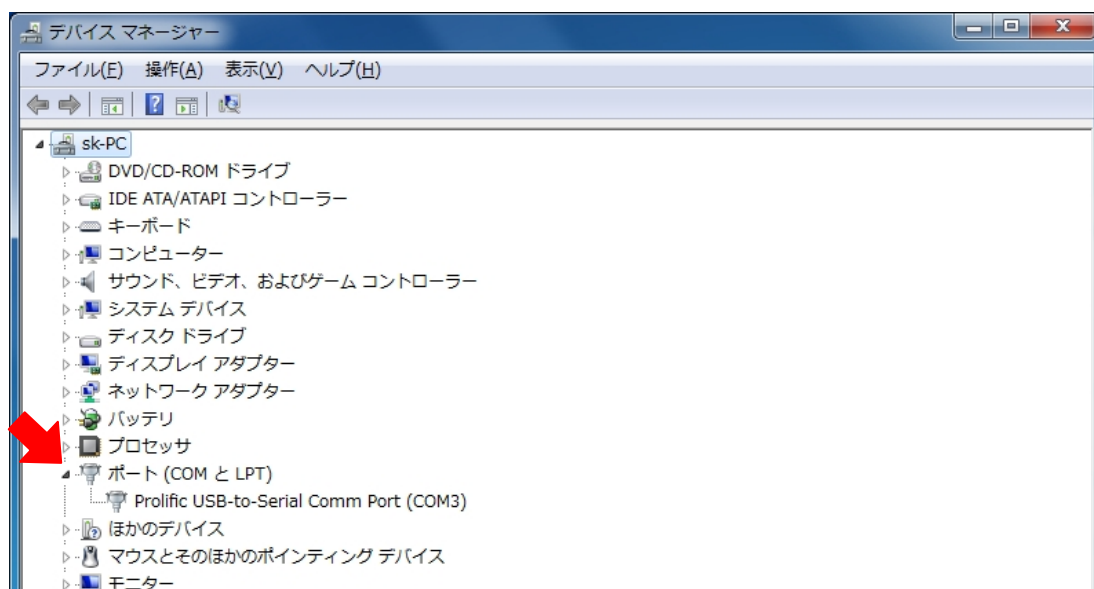 デバイス マネージャー
ファイル(F) 操作(A) 表示(V) ヘルプ(H)
sk-PC
DVD/CD-ROM ドライブ
IDE ATA/ATAPI コントローラー
キーボード
コンピューター
サウンド、ビデオ、およびゲーム コントローラー
システム デバイス
ディスク ドライブ
ディスプレイ アダプター
ネットワーク アダプター
バッテリ
プロセッサ
ポート (COM と LPT)
Prolific USB-to-Serial Comm Port (COM3)
ほかのデバイス
マウスとそのほかのポインティング デバイス
モニター